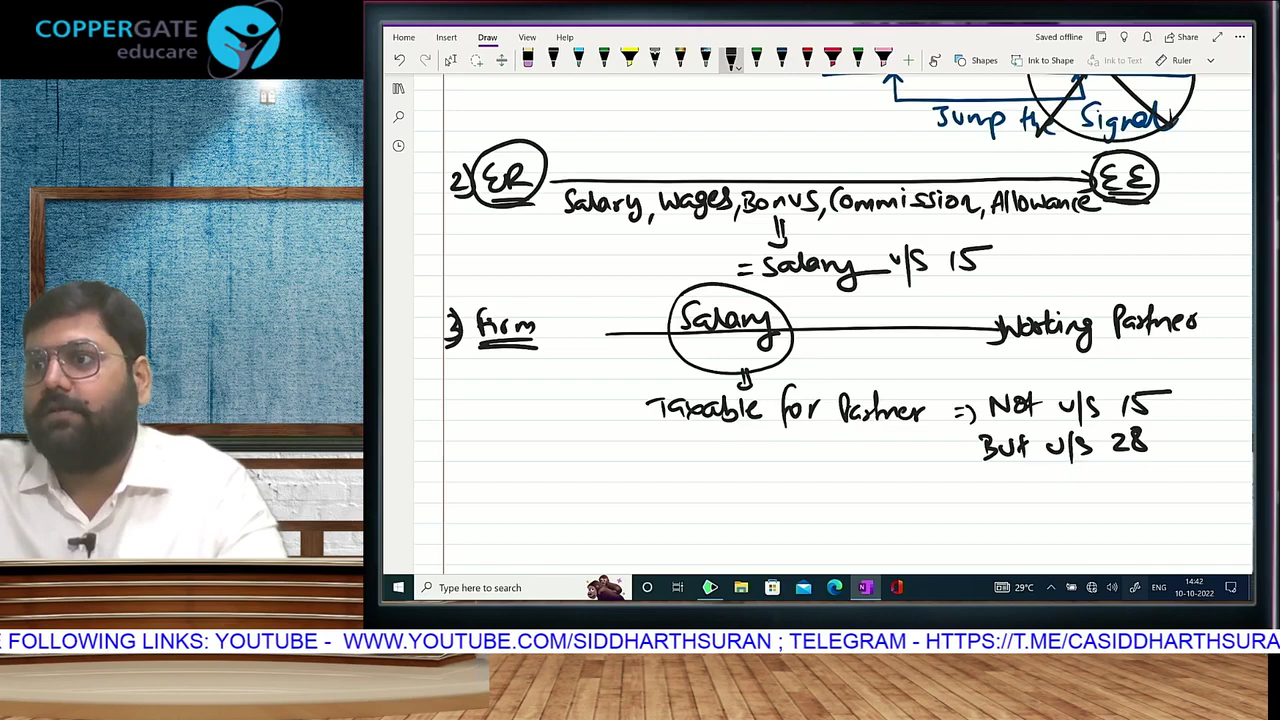 COPPERGATE
educare
Home Insert Draw View Help
Saved offline
Share
Shapes Ink to Shape Ink to Text Ruler
Jump the Signal
2) ER EE
Salary, Wages, Bonus, Commission, Allowance
= Salary u/s 15
3) Firm Salary Working Partner
Taxable for Partner => Not u/s 15
But u/s 28
Type here to search
29°C
ENG
14:42
10-10-2022
E FOLLOWING LINKS: YOUTUBE - WWW.YOUTUBE.COM/SIDDHARTHSURAN ; TELEGRAM - HTTPS://T.ME/CASIDDHARTHSURA